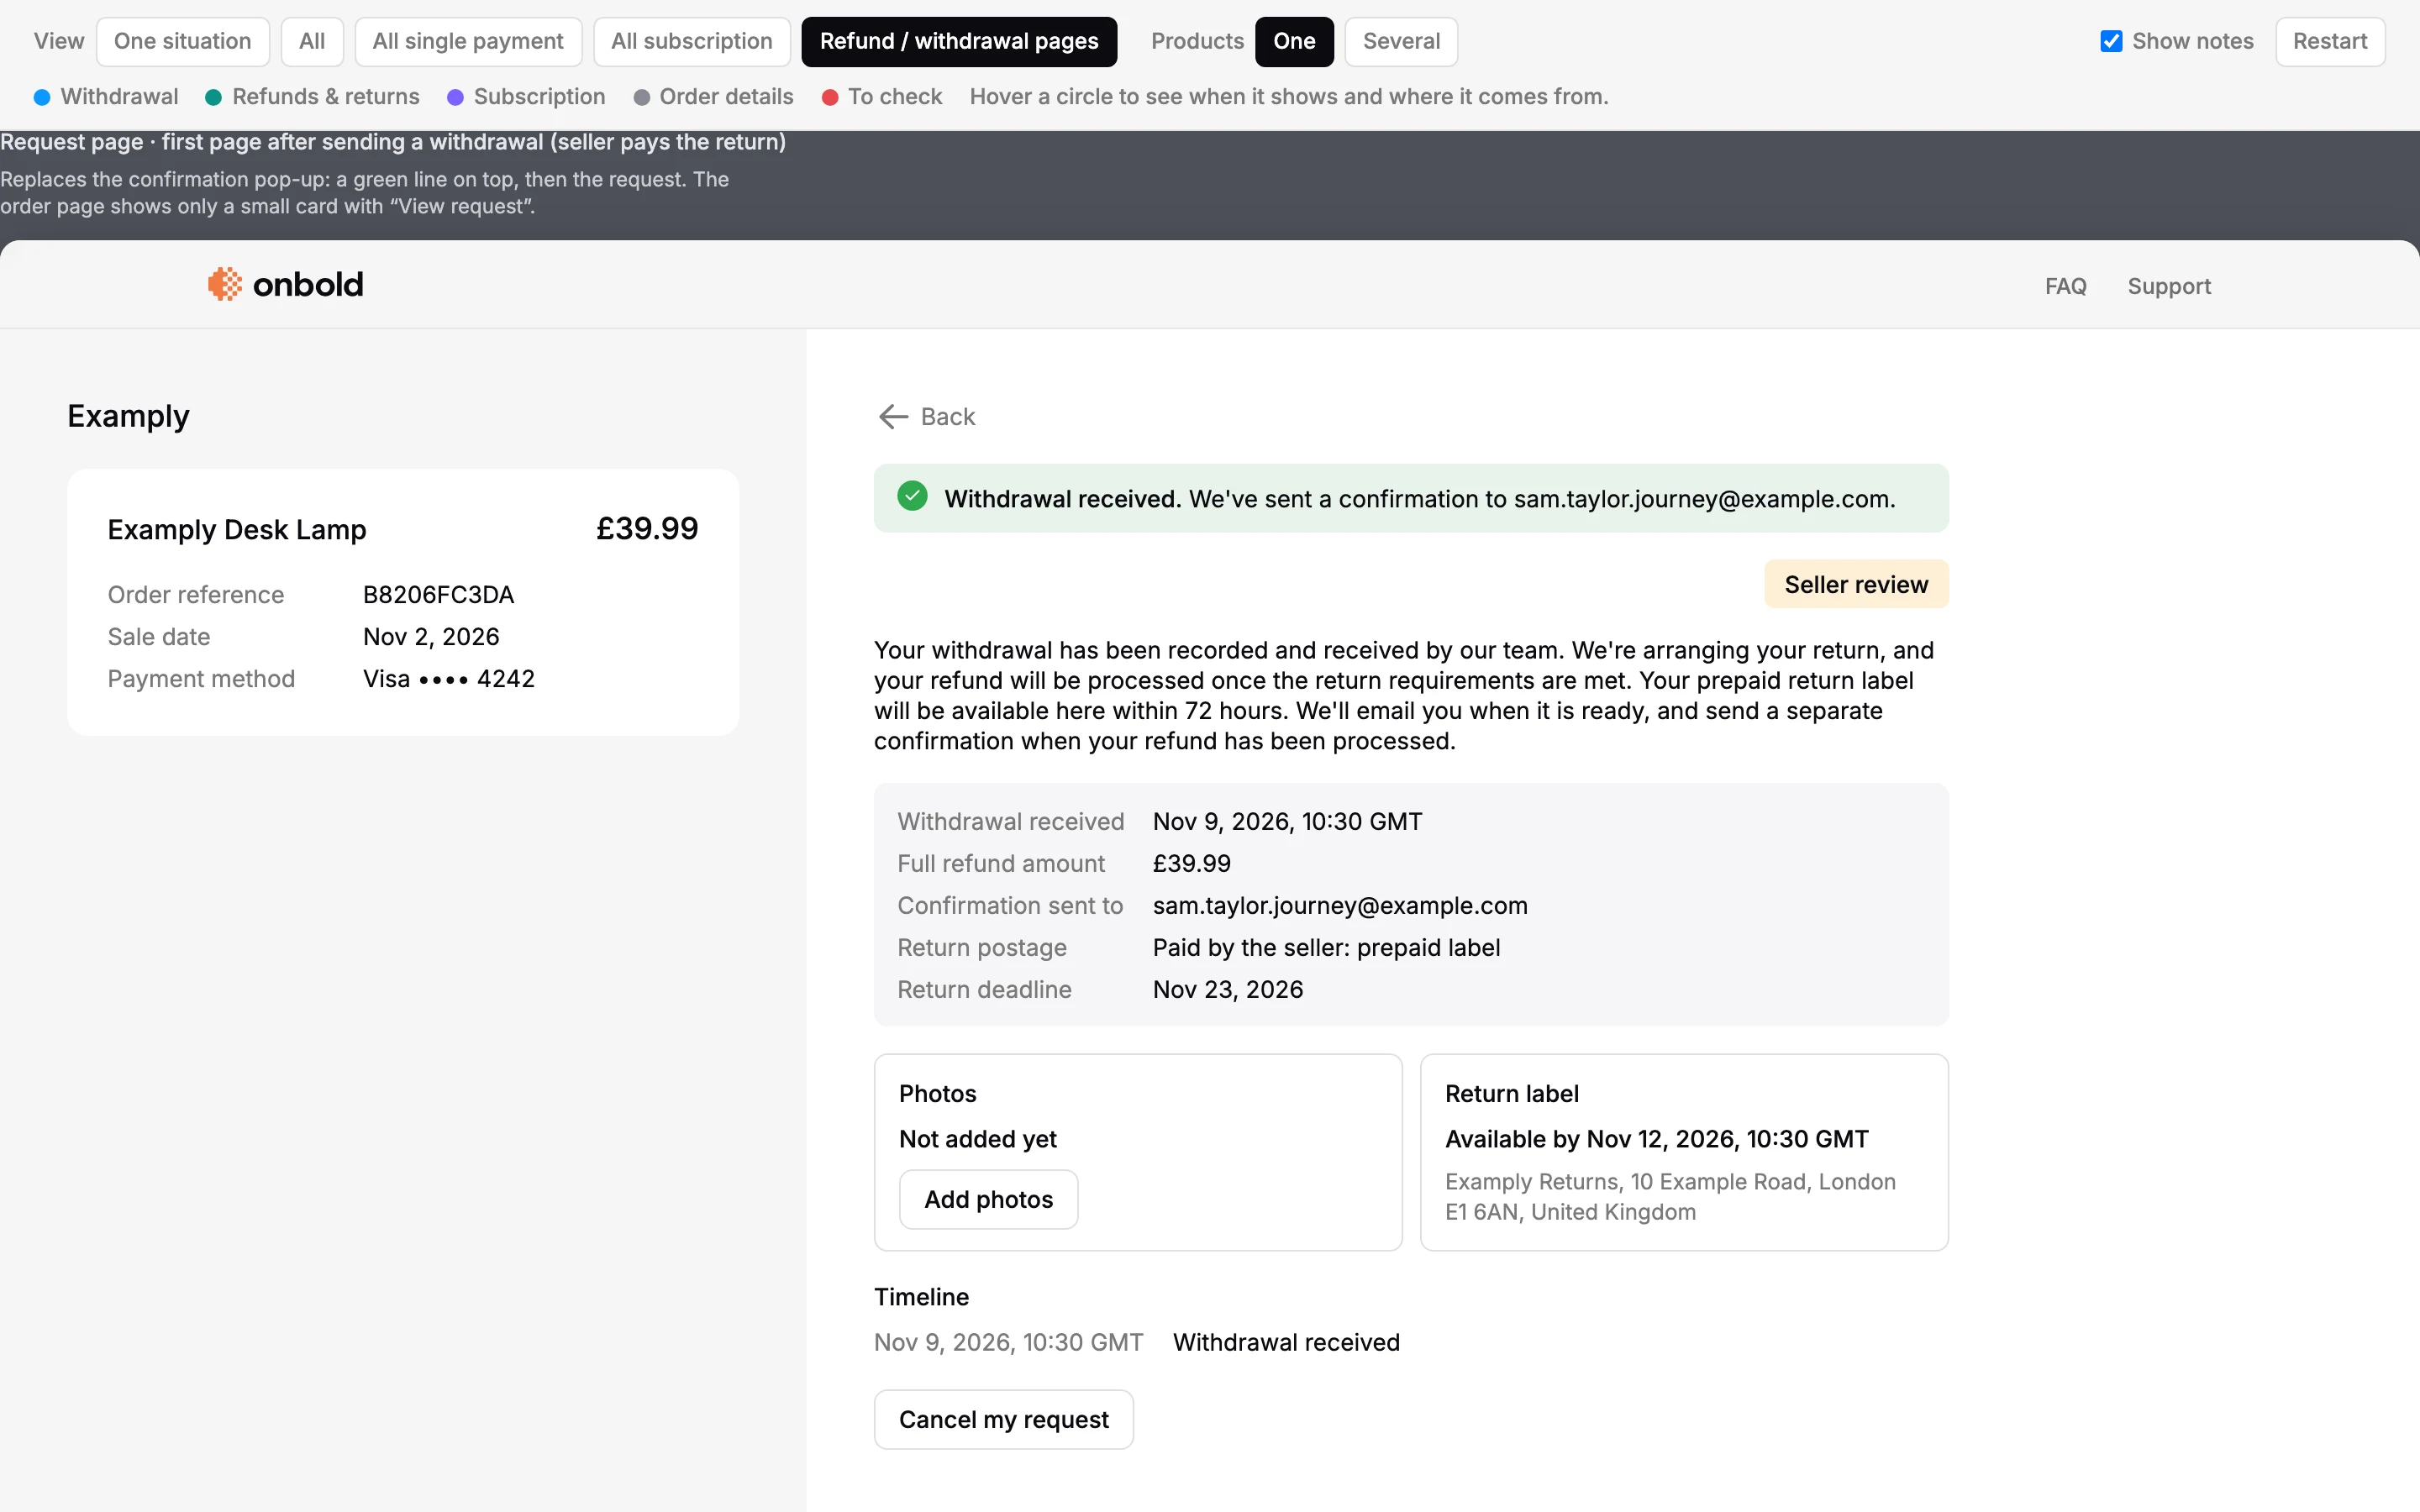 View One situation All All single payment All subscription Refund / withdrawal pages Products One Several Show notes Restart
Withdrawal Refunds & returns Subscription Order details To check Hover a circle to see when it shows and where it comes from.
Request page · first page after sending a withdrawal (seller pays the return)
Replaces the confirmation pop-up: a green line on top, then the request. The
order page shows only a small card with “View request”.
onbold FAQ Support
Examply
Examply Desk Lamp £39.99
Order reference B8206FC3DA
Sale date Nov 2, 2026
Payment method Visa •••• 4242
Back
Withdrawal received. We've sent a confirmation to sam.taylor.journey@example.com.
Seller review
Your withdrawal has been recorded and received by our team. We're arranging your return, and
your refund will be processed once the return requirements are met. Your prepaid return label
will be available here within 72 hours. We'll email you when it is ready, and send a separate
confirmation when your refund has been processed.
Withdrawal received Nov 9, 2026, 10:30 GMT
Full refund amount £39.99
Confirmation sent to sam.taylor.journey@example.com
Return postage Paid by the seller: prepaid label
Return deadline Nov 23, 2026
Photos
Not added yet
Add photos
Return label
Available by Nov 12, 2026, 10:30 GMT
Examply Returns, 10 Example Road, London
E1 6AN, United Kingdom
Timeline
Nov 9, 2026, 10:30 GMT Withdrawal received
Cancel my request